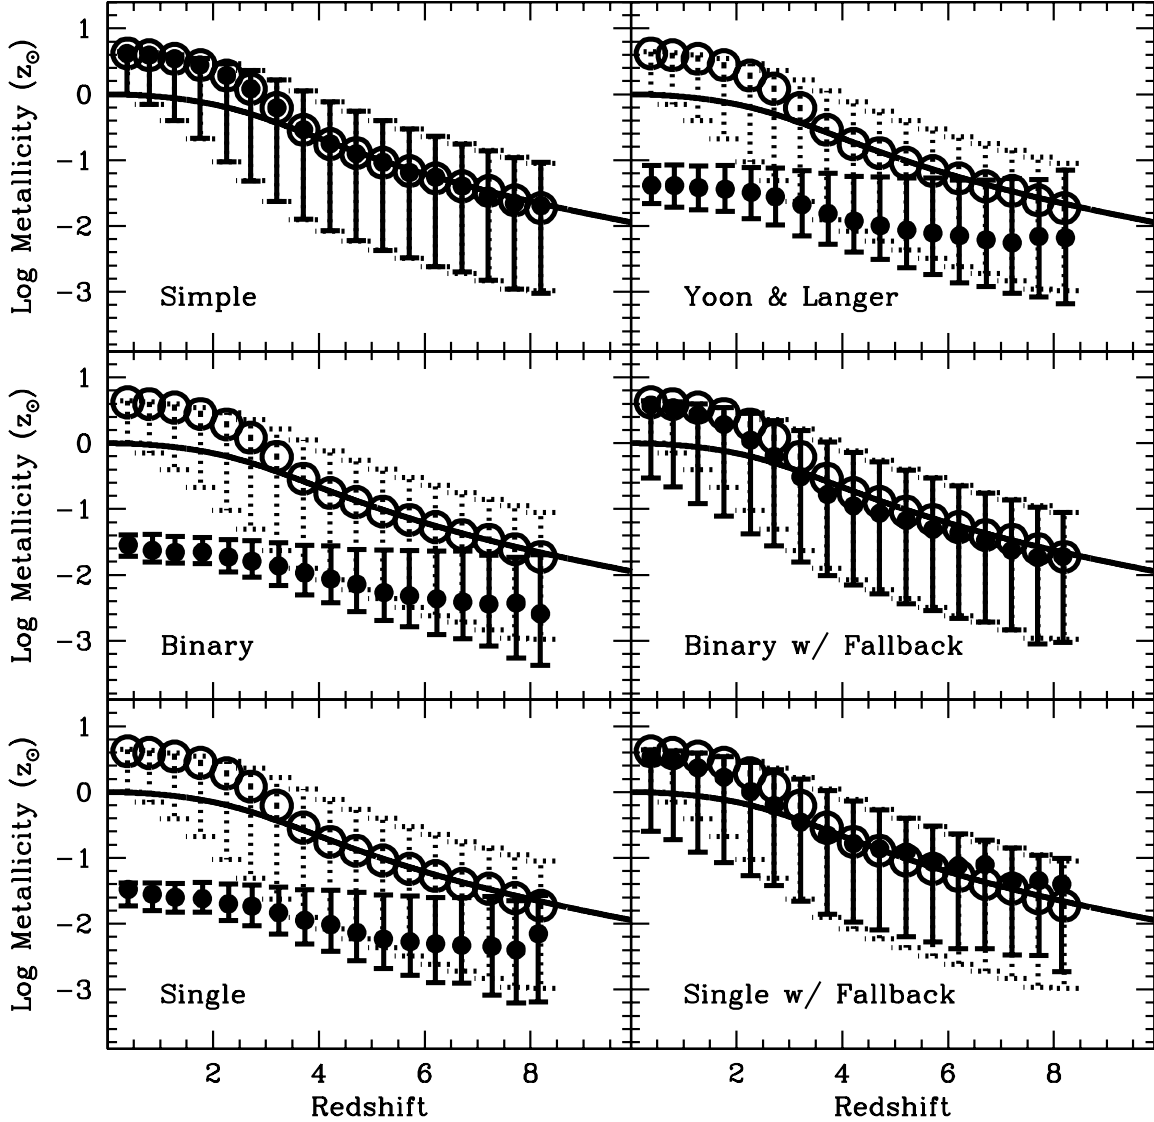 1
0
−1
−2
−3
Log Metallicity (z⊙)
Simple
Yoon & Langer
1
0
−1
−2
−3
Log Metallicity (z⊙)
Binary
Binary w/ Fallback
1
0
−1
−2
−3
Log Metallicity (z⊙)
Single
Single w/ Fallback
2 4 6 8 2 4 6 8
Redshift Redshift